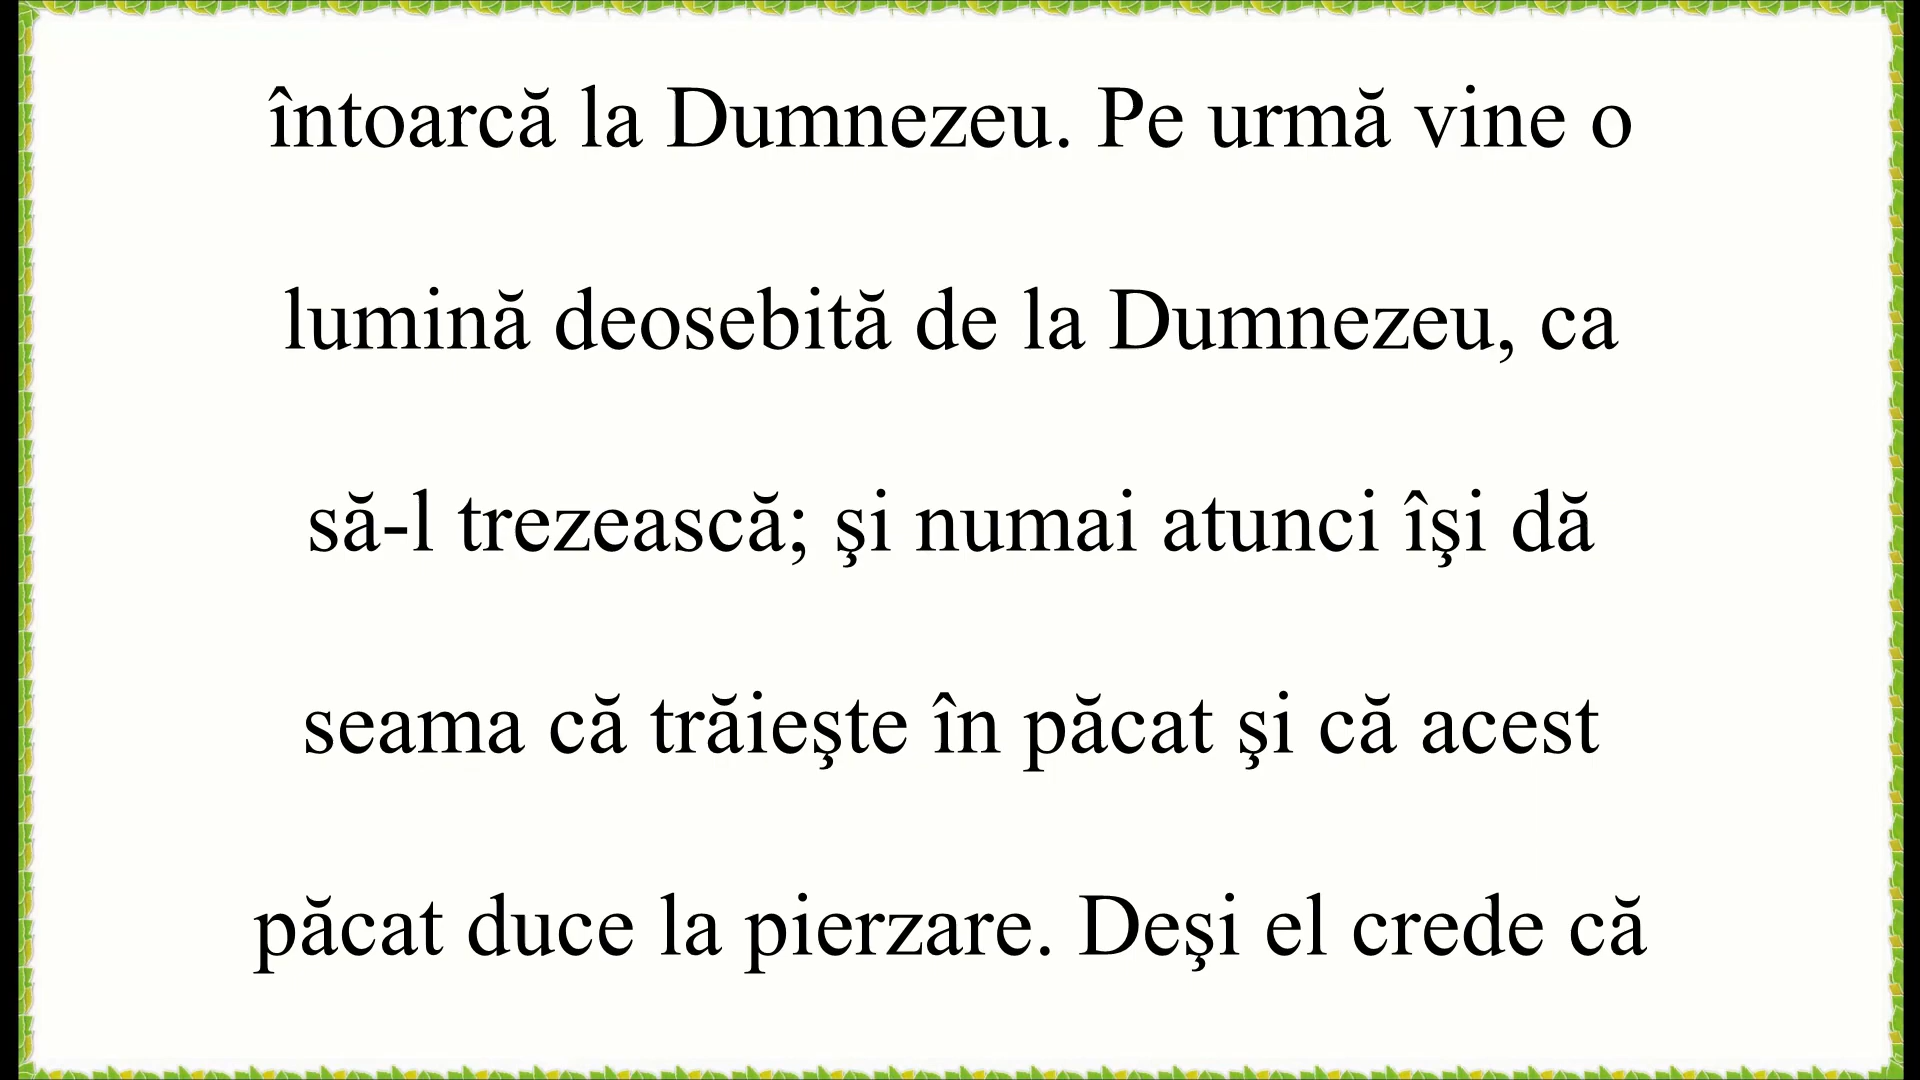 întoarcă la Dumnezeu. Pe urmă vine o
lumină deosebită de la Dumnezeu, ca
să-l trezească; şi numai atunci îşi dă
seama că trăieşte în păcat şi că acest
păcat duce la pierzare. Deşi el crede că